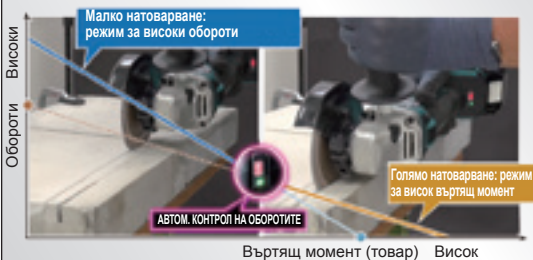 Малко натоварване:
режим за високи обороти
Високи
Обороти
Голямо натоварване: режим
за висок въртящ момент
АВТОМ. КОНТРОЛ НА ОБОРОТИТЕ
Въртящ момент (товар) Висок